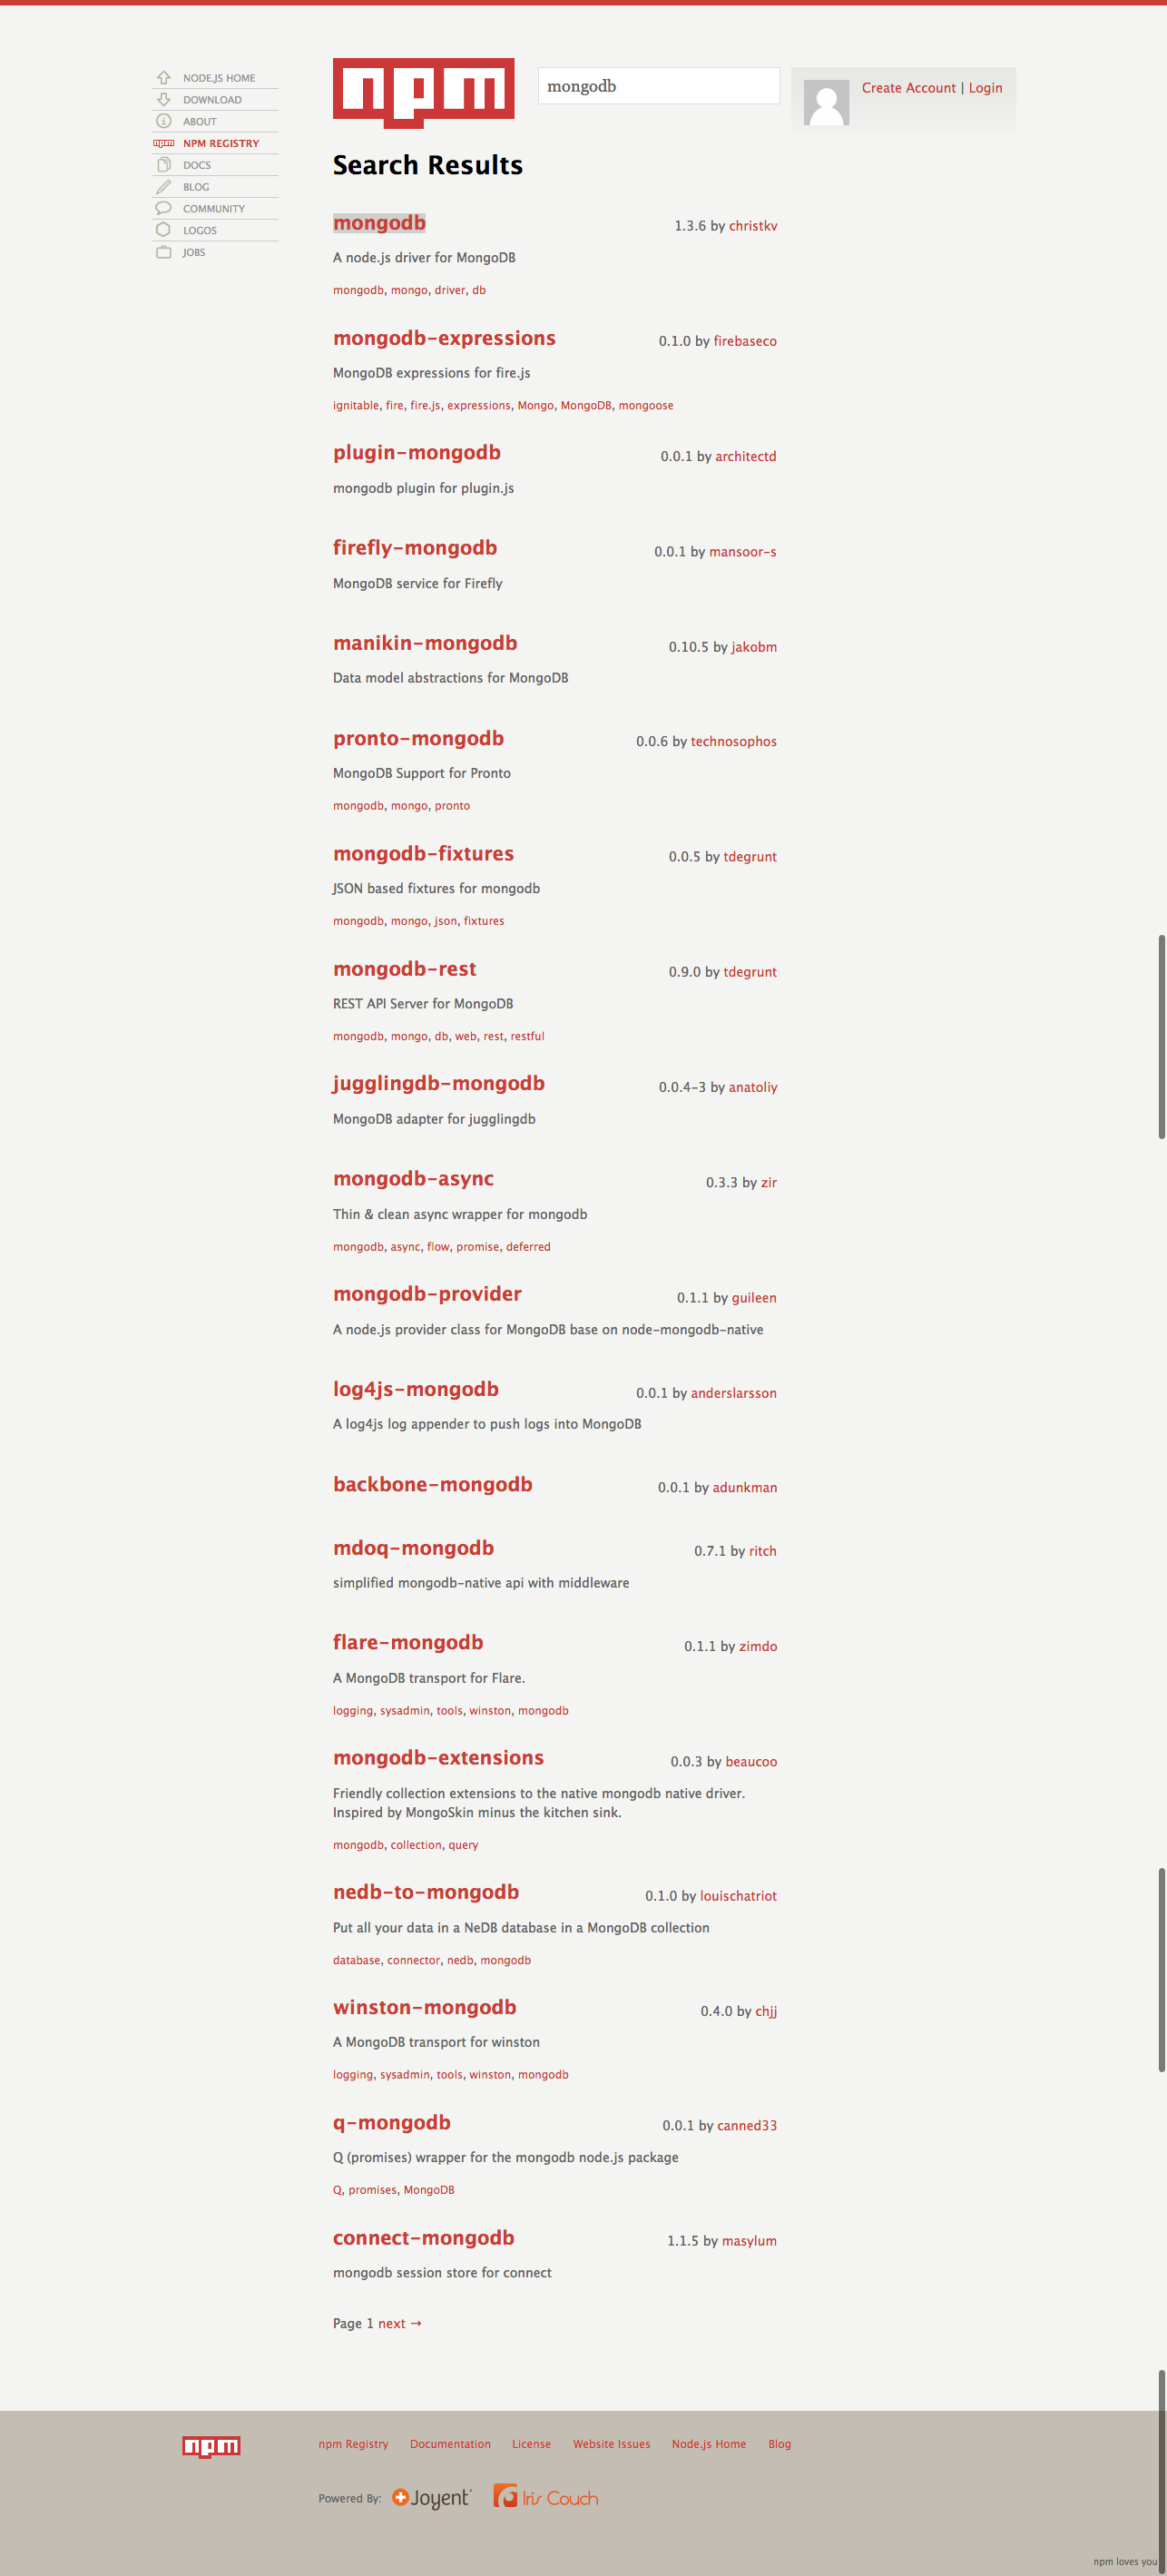 NODE.JS HOME
DOWNLOAD
ABOUT
npm NPM REGISTRY
DOCS
BLOG
COMMUNITY
LOGOS
JOBS
npm
mongodb
Create Account | Login
Search Results
mongodb 1.3.6 by christkv
A node.js driver for MongoDB
mongodb, mongo, driver, db
mongodb-expressions 0.1.0 by firebaseco
MongoDB expressions for fire.js
ignitable, fire, fire.js, expressions, Mongo, MongoDB, mongoose
plugin-mongodb 0.0.1 by architectd
mongodb plugin for plugin.js
firefly-mongodb 0.0.1 by mansoor-s
MongoDB service for Firefly
manikin-mongodb 0.10.5 by jakobm
Data model abstractions for MongoDB
pronto-mongodb 0.0.6 by technosophos
MongoDB Support for Pronto
mongodb, mongo, pronto
mongodb-fixtures 0.0.5 by tdegrunt
JSON based fixtures for mongodb
mongodb, mongo, json, fixtures
mongodb-rest 0.9.0 by tdegrunt
REST API Server for MongoDB
mongodb, mongo, db, web, rest, restful
jugglingdb-mongodb 0.0.4-3 by anatoliy
MongoDB adapter for jugglingdb
mongodb-async 0.3.3 by zir
Thin & clean async wrapper for mongodb
mongodb, async, flow, promise, deferred
mongodb-provider 0.1.1 by guileen
A node.js provider class for MongoDB base on node-mongodb-native
log4js-mongodb 0.0.1 by anderslarsson
A log4js log appender to push logs into MongoDB
backbone-mongodb 0.0.1 by adunkman
mdoq-mongodb 0.7.1 by ritch
simplified mongodb-native api with middleware
flare-mongodb 0.1.1 by zimdo
A MongoDB transport for Flare.
logging, sysadmin, tools, winston, mongodb
mongodb-extensions 0.0.3 by beaucoo
Friendly collection extensions to the native mongodb native driver.
Inspired by MongoSkin minus the kitchen sink.
mongodb, collection, query
nedb-to-mongodb 0.1.0 by louischatriot
Put all your data in a NeDB database in a MongoDB collection
database, connector, nedb, mongodb
winston-mongodb 0.4.0 by chjj
A MongoDB transport for winston
logging, sysadmin, tools, winston, mongodb
q-mongodb 0.0.1 by canned33
Q (promises) wrapper for the mongodb node.js package
Q, promises, MongoDB
connect-mongodb 1.1.5 by masylum
mongodb session store for connect
Page 1 next →
npm
npm Registry Documentation License Website Issues Node.js Home Blog
Powered By: Joyent Iris Couch
npm loves you